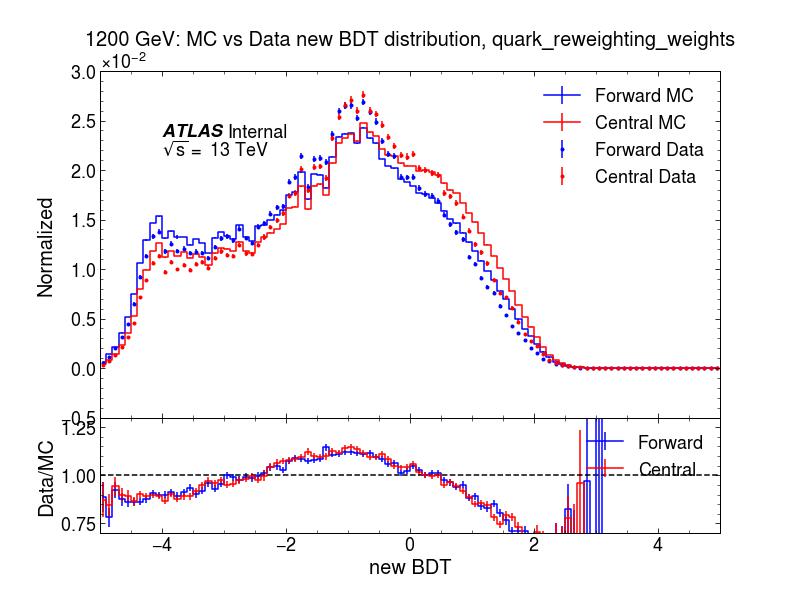 1200 GeV: MC vs Data new BDT distribution, quark_reweighting_weights
×10⁻²
3.0
2.5
2.0
1.5
1.0
0.5
0.0
0.5
Normalized
ATLAS Internal
√s = 13 TeV
Forward MC
Central MC
Forward Data
Central Data
1.25
1.00
0.75
Data/MC
Forward
Central
−4 −2 0 2 4
new BDT